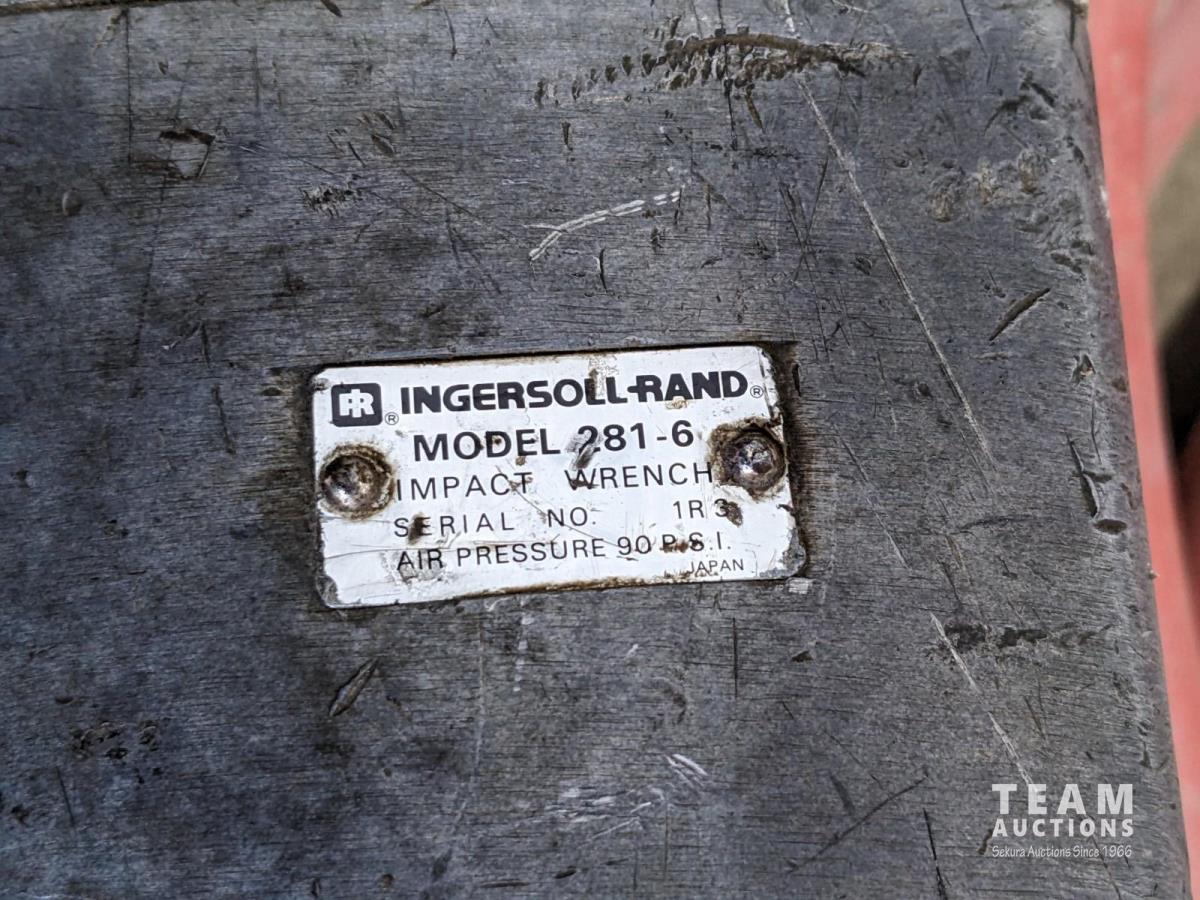 IR® INGERSOLL-RAND®
MODEL 281-6
IMPACT WRENCH
SERIAL NO. 1R3
AIR PRESSURE 90 P.S.I.
JAPAN
TEAM
AUCTIONS
Sekura Auctions Since 1966